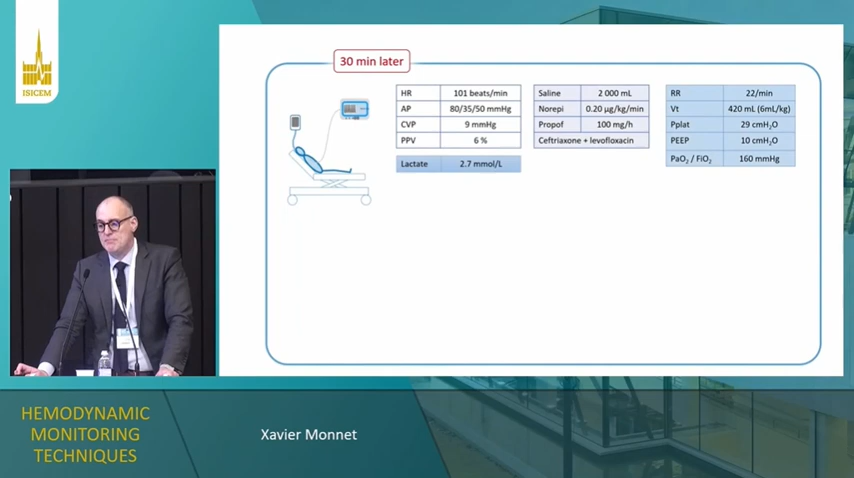 ISICEM
30 min later
HR 101 beats/min
AP 80/35/50 mmHg
CVP 9 mmHg
PPV 6 %
Lactate 2.7 mmol/L
Saline 2 000 mL
Norepi 0.20 µg/kg/min
Propof 100 mg/h
Ceftriaxone + levofloxacin
RR 22/min
Vt 420 mL (6mL/kg)
Pplat 29 cmH₂O
PEEP 10 cmH₂O
PaO₂ / FiO₂ 160 mmHg
HEMODYNAMIC
MONITORING
TECHNIQUES
Xavier Monnet